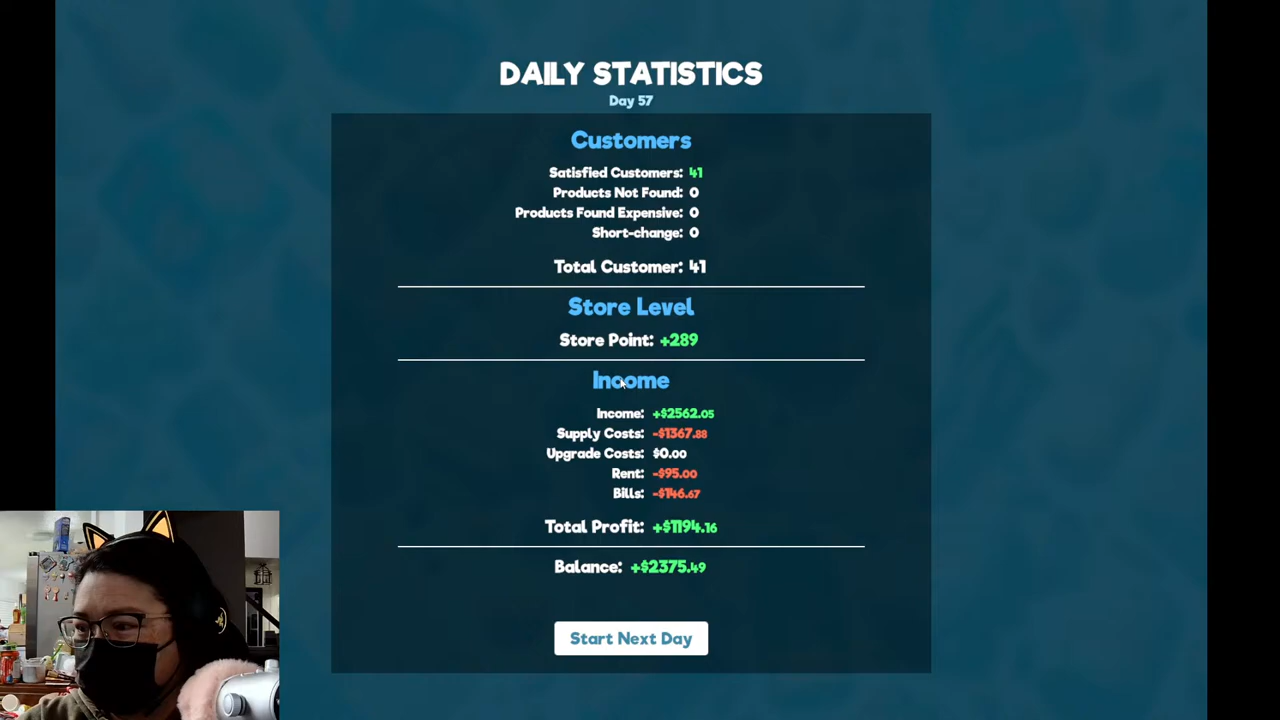 DAILY STATISTICS
Day 57
Customers
Satisfied Customers: 41
Products Not Found: 0
Products Found Expensive: 0
Short-change: 0
Total Customer: 41
Store Level
Store Point: +289
Income
Income: +$2562.05
Supply Costs: -$1367.88
Upgrade Costs: $0.00
Rent: -$95.00
Bills: -$146.67
Total Profit: +$1194.16
Balance: +$2375.49
Start Next Day